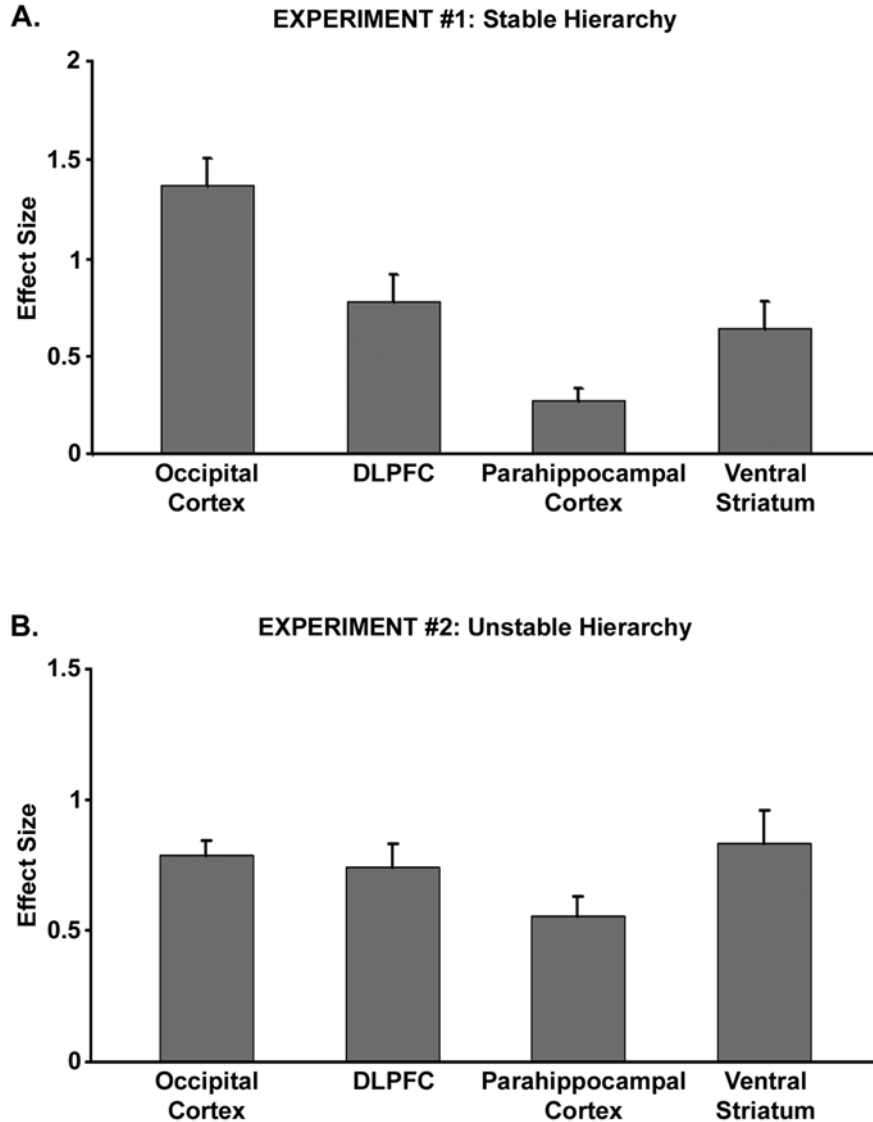 A.
EXPERIMENT #1: Stable Hierarchy
2
1.5
1
0.5
0
Effect Size
Occipital Cortex
DLPFC
Parahippocampal Cortex
Ventral Striatum
B.
EXPERIMENT #2: Unstable Hierarchy
1.5
1
0.5
0
Effect Size
Occipital Cortex
DLPFC
Parahippocampal Cortex
Ventral Striatum